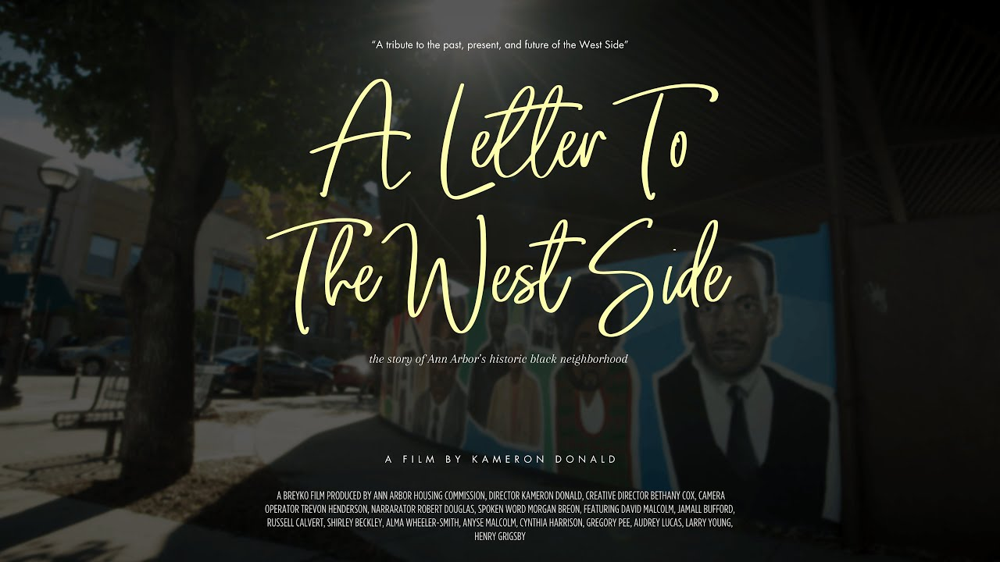 “A tribute to the past, present, and future of the West Side”
A Letter To
The West Side
the story of Ann Arbor's historic black neighborhood
A FILM BY KAMERON DONALD
A BREYKO FILM PRODUCED BY ANN ARBOR HOUSING COMMISSION, DIRECTOR KAMERON DONALD, CREATIVE DIRECTOR BETHANY COX, CAMERA
OPERATOR TREVON HENDERSON, NARRARATOR ROBERT DOUGLAS, SPOKEN WORD MORGAN BREON, FEATURING DAVID MALCOLM, JAMALL BUFFORD,
RUSSELL CALVERT, SHIRLEY BECKLEY, ALMA WHEELER-SMITH, ANYSE MALCOLM, CYNTHIA HARRISON, GREGORY PEE, AUDREY LUCAS, LARRY YOUNG,
HENRY GRIGSBY